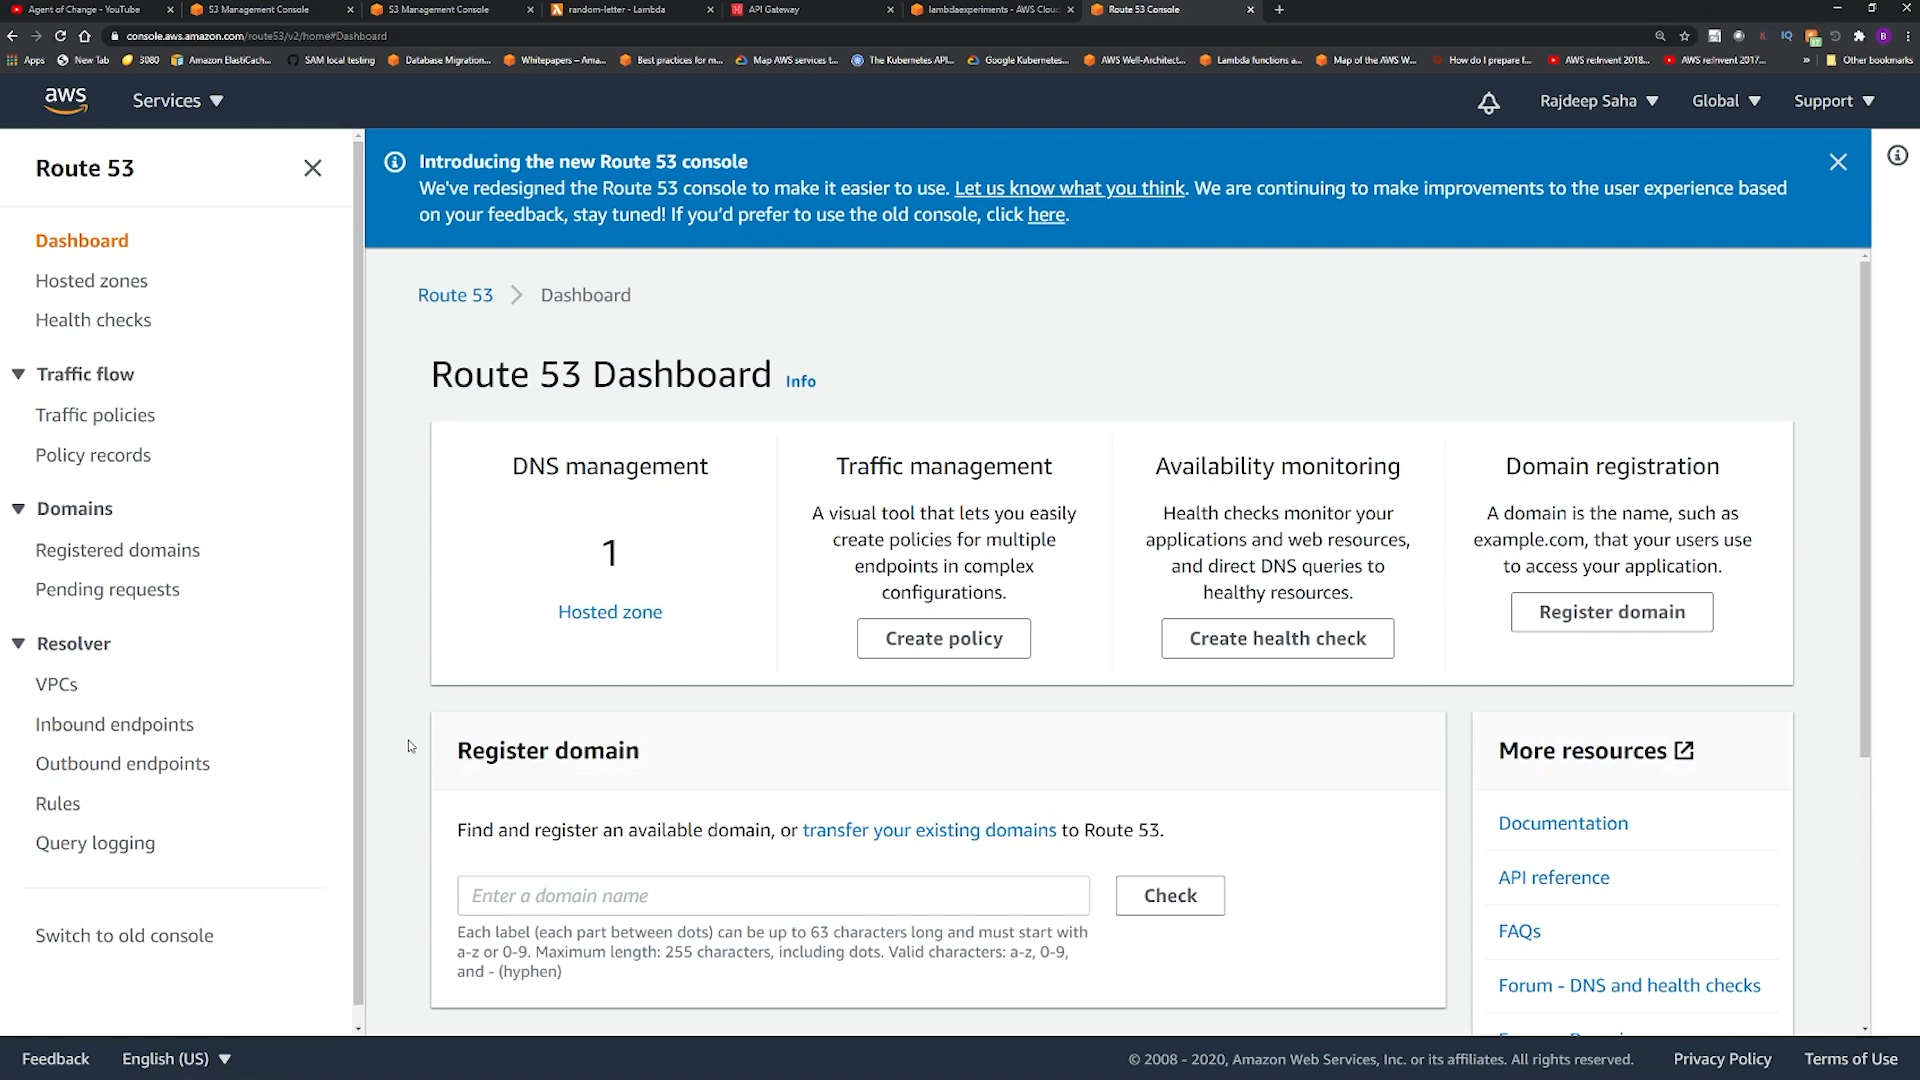 Agent of Change - YouTube
S3 Management Console
S3 Management Console
random-letter - Lambda
API Gateway
lambdaexperiments - AWS Clou
Route 53 Console
console.aws.amazon.com/route53/v2/home#Dashboard
Apps
New Tab
3080
Amazon ElastiCach...
SAM local testing
Database Migration...
Whitepapers – Ama...
Best practices for m...
Map AWS services t...
The Kubernetes API...
Google Kubernetes...
AWS Well-Architect...
Lambda functions a...
Map of the AWS W...
How do I prepare f...
AWS re:Invent 2018...
AWS re:Invent 2017...
»
Other bookmarks
aws
Services
Rajdeep Saha
Global
Support
Route 53
Dashboard
Hosted zones
Health checks
Traffic flow
Traffic policies
Policy records
Domains
Registered domains
Pending requests
Resolver
VPCs
Inbound endpoints
Outbound endpoints
Rules
Query logging
Switch to old console
Introducing the new Route 53 console
We've redesigned the Route 53 console to make it easier to use. Let us know what you think. We are continuing to make improvements to the user experience based
on your feedback, stay tuned! If you'd prefer to use the old console, click here.
Route 53 > Dashboard
Route 53 Dashboard Info
DNS management
1
Hosted zone
Traffic management
A visual tool that lets you easily
create policies for multiple
endpoints in complex
configurations.
Create policy
Availability monitoring
Health checks monitor your
applications and web resources,
and direct DNS queries to
healthy resources.
Create health check
Domain registration
A domain is the name, such as
example.com, that your users use
to access your application.
Register domain
Register domain
Find and register an available domain, or transfer your existing domains to Route 53.
Enter a domain name
Check
Each label (each part between dots) can be up to 63 characters long and must start with
a-z or 0-9. Maximum length: 255 characters, including dots. Valid characters: a-z, 0-9,
and - (hyphen)
More resources
Documentation
API reference
FAQs
Forum - DNS and health checks
Feedback
English (US)
© 2008 - 2020, Amazon Web Services, Inc. or its affiliates. All rights reserved.
Privacy Policy
Terms of Use